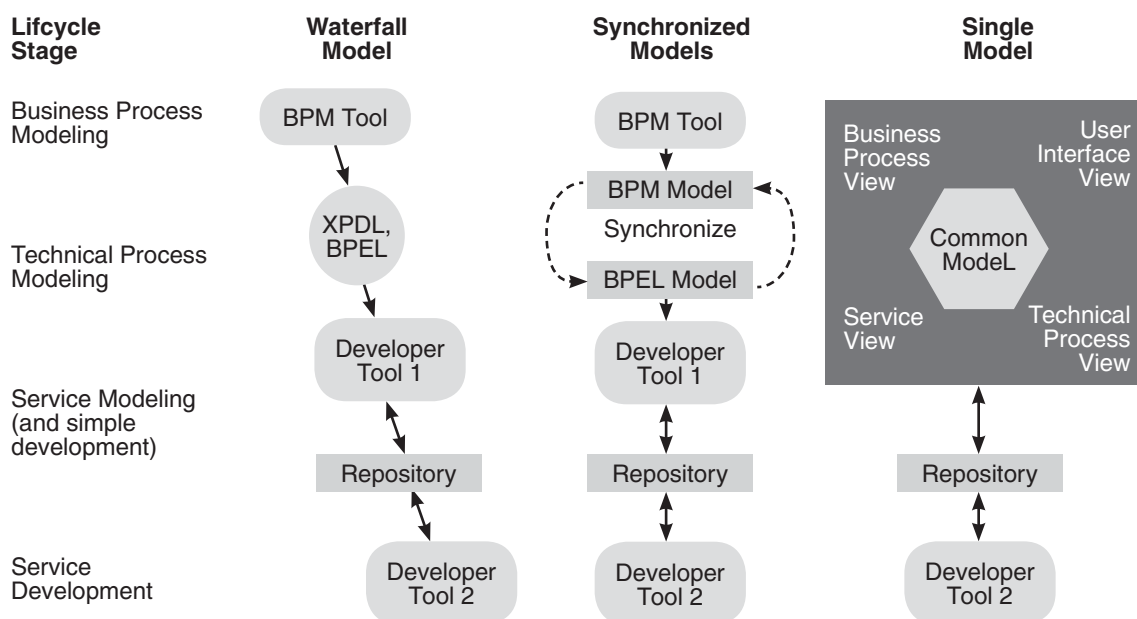 Lifcycle
Stage
Waterfall
Model
Synchronized
Models
Single
Model
Business Process
Modeling
BPM Tool
BPM Tool
Business
Process
View
User
Interface
View
BPM Model
XPDL,
BPEL
Synchronize
Common
ModeL
Technical Process
Modeling
BPEL Model
Service
View
Technical
Process
View
Developer
Tool 1
Developer
Tool 1
Service Modeling
(and simple
development)
Repository
Repository
Repository
Service
Development
Developer
Tool 2
Developer
Tool 2
Developer
Tool 2